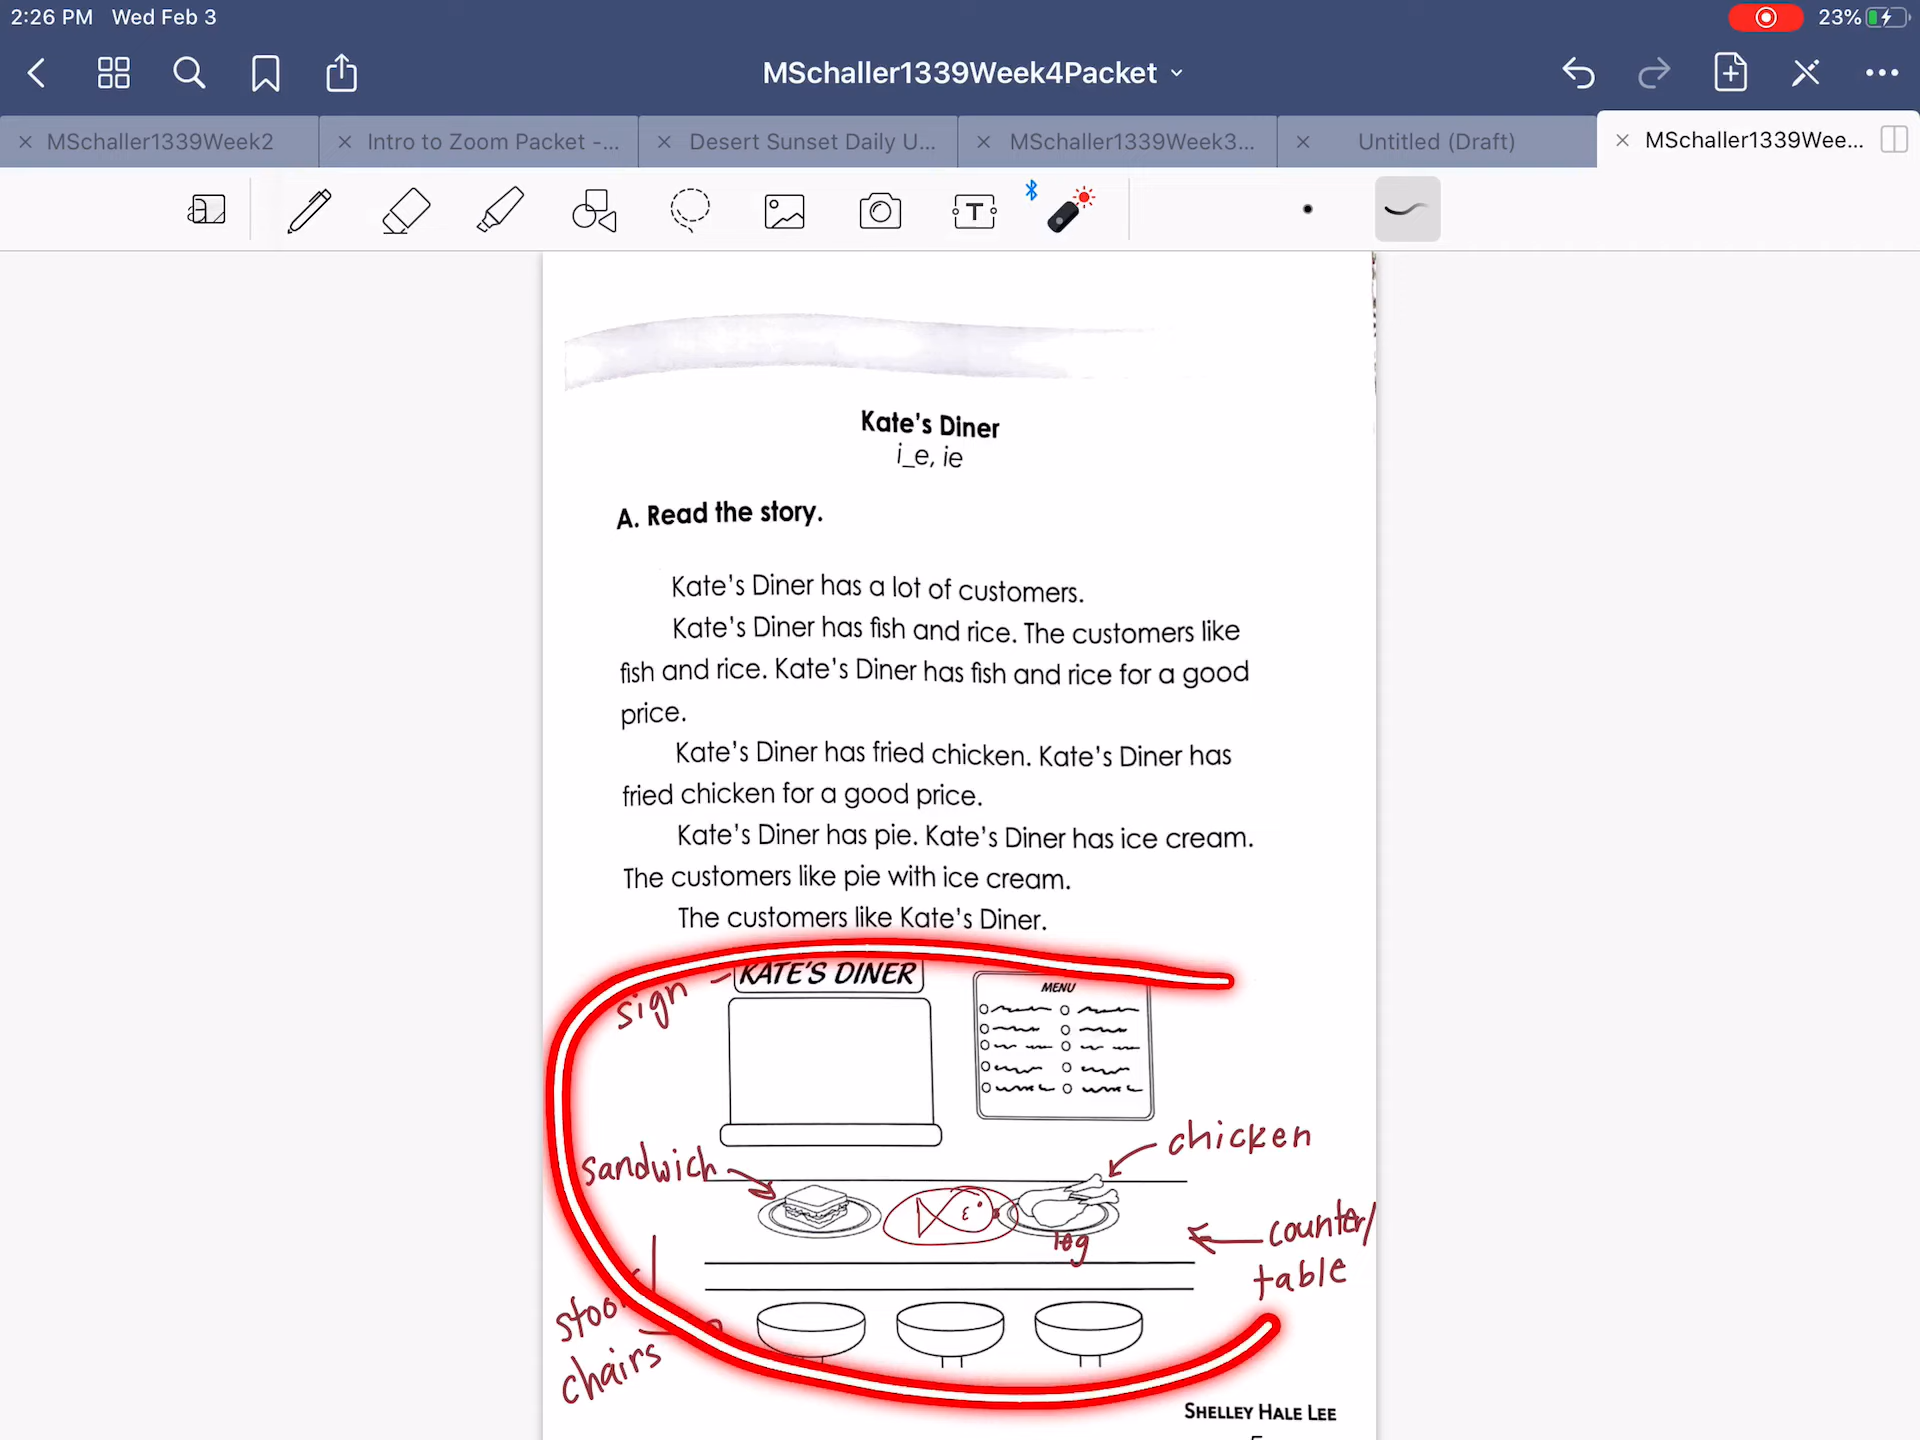 2:26 PM Wed Feb 3
23%
MSchaller1339Week4Packet
MSchaller1339Week2
Intro to Zoom Packet -...
Desert Sunset Daily U...
MSchaller1339Week3...
Untitled (Draft)
MSchaller1339Wee...
Kate's Diner
i_e, ie
A. Read the story.
Kate's Diner has a lot of customers.
Kate's Diner has fish and rice. The customers like
fish and rice. Kate's Diner has fish and rice for a good
price.
Kate's Diner has fried chicken. Kate's Diner has
fried chicken for a good price.
Kate's Diner has pie. Kate's Diner has ice cream.
The customers like pie with ice cream.
The customers like Kate's Diner.
sign
KATE'S DINER
MENU
chicken
sandwich
leg
counter/
table
chairs
SHELLEY HALE LEE